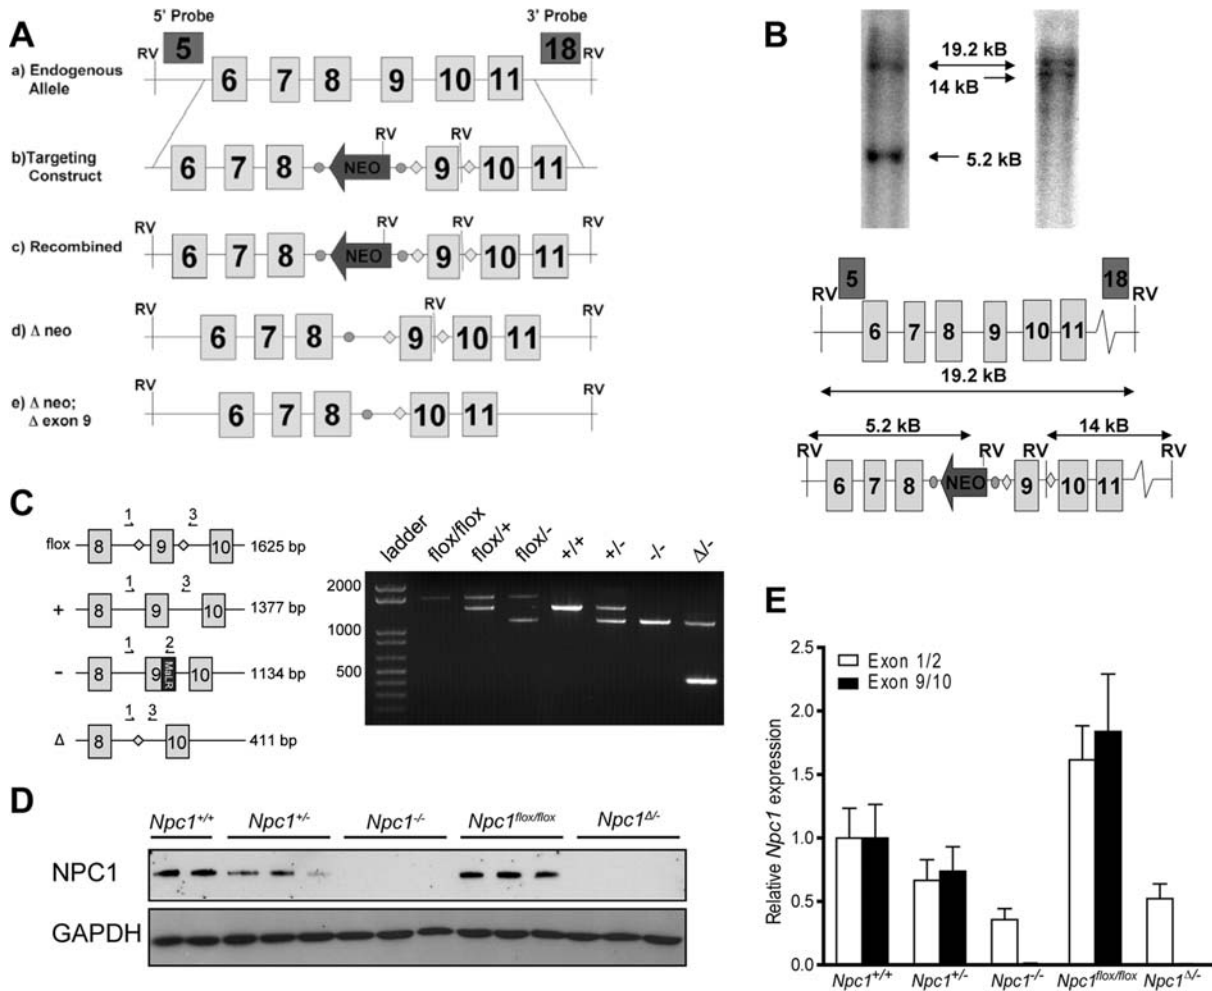 A
5' Probe
3' Probe
RV
5
18
RV
a) Endogenous
Allele
6 7 8 9 10 11
RV RV
b)Targeting
Construct
6 7 8 NEO 9 10 11
RV RV RV RV
c) Recombined
6 7 8 NEO 9 10 11
RV RV RV
d) Δ neo
6 7 8 9 10 11
RV RV
e) Δ neo;
Δ exon 9
6 7 8 10 11
B
19.2 kB
14 kB
5.2 kB
RV 5 18 RV
6 7 8 9 10 11
19.2 kB
5.2 kB 14 kB
RV RV RV RV
6 7 8 NEO 9 10 11
C
1 3
flox 8 9 10 1625 bp
1 3
+ 8 9 10 1377 bp
1 2
- 8 9 MaLR 10 1134 bp
1 3
Δ 8 10 411 bp
ladder flox/flox flox/+ flox/- +/+ +/- -/- Δ/-
2000
1000
500
D
Npc1+/+ Npc1+/- Npc1-/- Npc1flox/flox Npc1Δ/-
NPC1
GAPDH
E
Relative Npc1 expression
2.5
2.0
1.5
1.0
0.5
0.0
Exon 1/2
Exon 9/10
Npc1+/+ Npc1+/- Npc1-/- Npc1flox/flox Npc1Δ/-